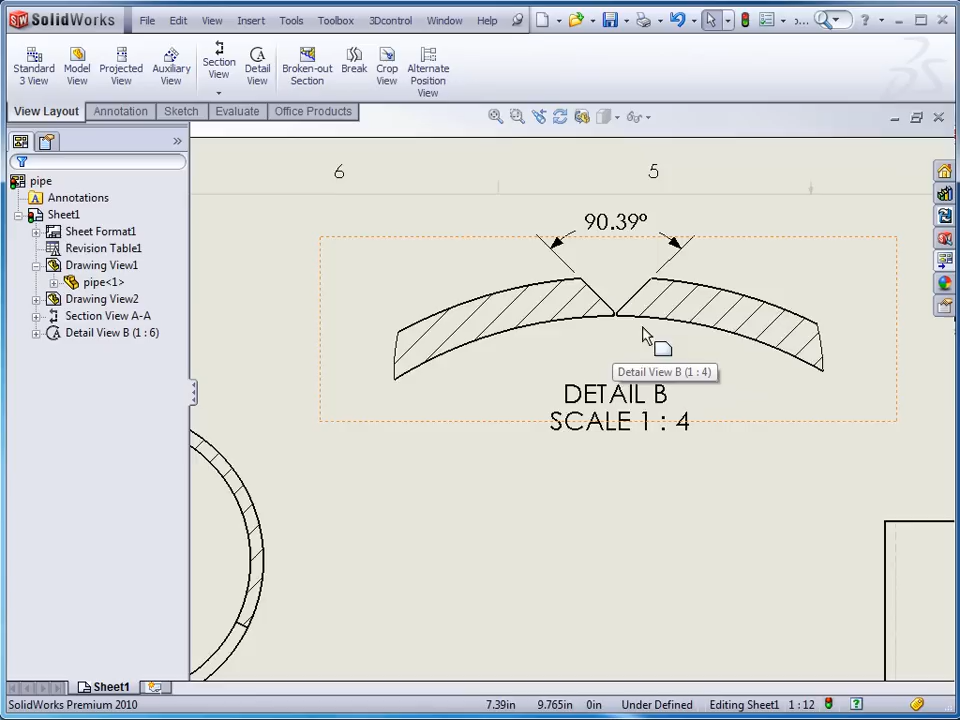 SolidWorks File Edit View Insert Tools Toolbox 3Dcontrol Window Help ... ?
Standard 3 View
Model View
Projected View
Auxiliary View
Section View
Detail View
Broken-out Section
Break
Crop View
Alternate Position View
View Layout Annotation Sketch Evaluate Office Products
»
pipe
Annotations
Sheet1
Sheet Format1
Revision Table1
Drawing View1
pipe<1>
Drawing View2
Section View A-A
Detail View B (1 : 6)
6 5
90.39°
Detail View B (1 : 4)
DETAIL B
SCALE 1 : 4
Sheet1
SolidWorks Premium 2010 7.39in 9.765in 0in Under Defined Editing Sheet1 1 : 12 ?